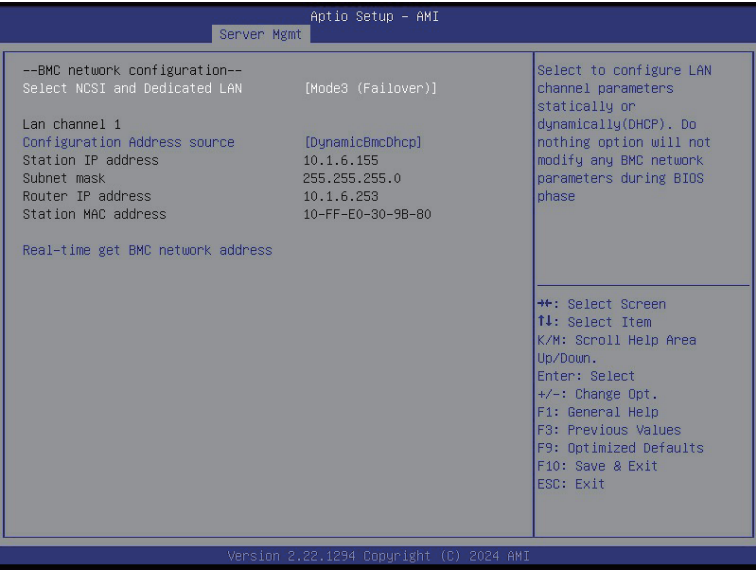 Aptio Setup – AMI
Server Mgmt
--BMC network configuration--
Select NCSI and Dedicated LAN [Mode3 (Failover)]
Lan channel 1
Configuration Address source [DynamicBmcDhcp]
Station IP address 10.1.6.155
Subnet mask 255.255.255.0
Router IP address 10.1.6.253
Station MAC address 10-FF-E0-30-9B-80
Real-time get BMC network address
Select to configure LAN
channel parameters
statically or
dynamically(DHCP). Do
nothing option will not
modify any BMC network
parameters during BIOS
phase
→←: Select Screen
↑↓: Select Item
K/M: Scroll Help Area
Up/Down.
Enter: Select
+/-: Change Opt.
F1: General Help
F3: Previous Values
F9: Optimized Defaults
F10: Save & Exit
ESC: Exit
Version 2.22.1294 Copyright (C) 2024 AMI